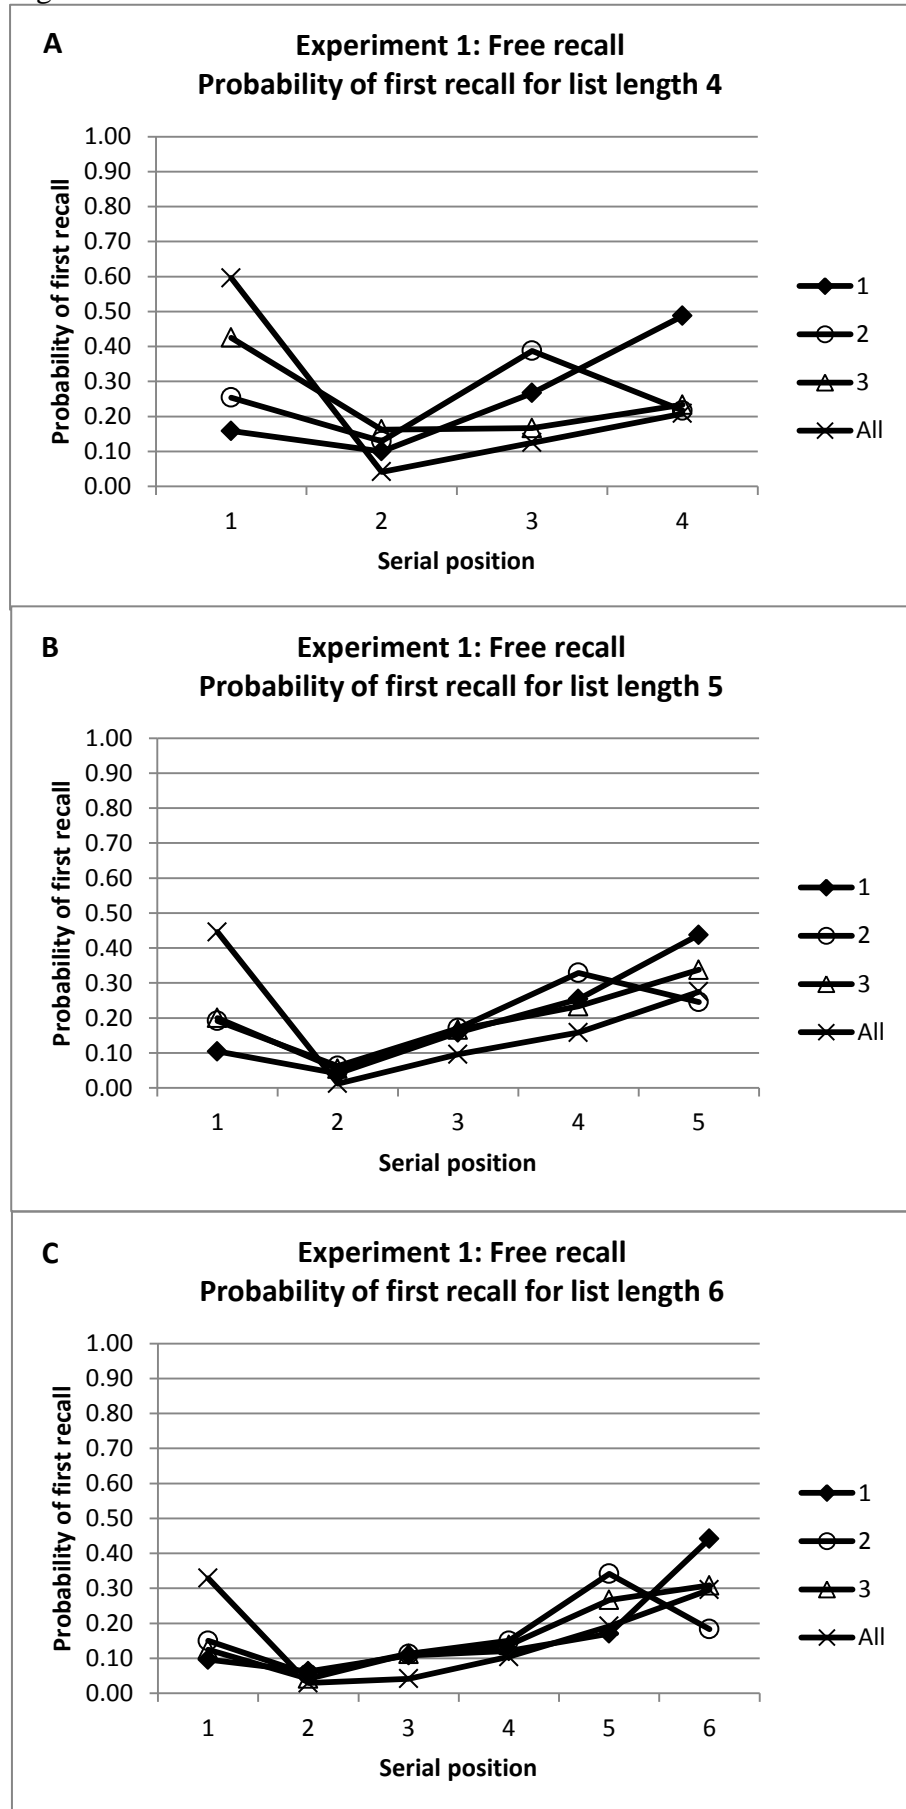 A
Experiment 1: Free recall
Probability of first recall for list length 4
1.00
0.90
0.80
0.70
0.60
0.50
0.40
0.30
0.20
0.10
0.00
Probability of first recall
1 2 3 4
Serial position
1
2
3
All
B
Experiment 1: Free recall
Probability of first recall for list length 5
1.00
0.90
0.80
0.70
0.60
0.50
0.40
0.30
0.20
0.10
0.00
Probability of first recall
1 2 3 4 5
Serial position
1
2
3
All
C
Experiment 1: Free recall
Probability of first recall for list length 6
1.00
0.90
0.80
0.70
0.60
0.50
0.40
0.30
0.20
0.10
0.00
Probability of first recall
1 2 3 4 5 6
Serial position
1
2
3
All